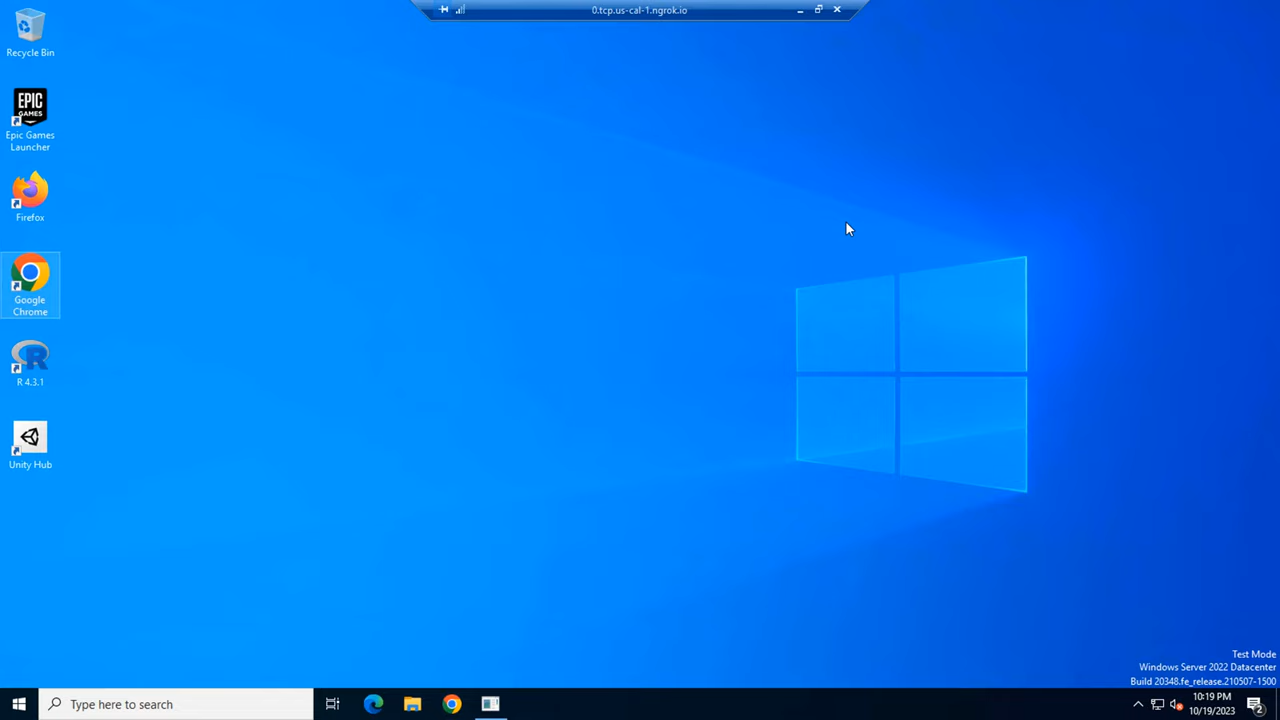 0.tcp.us-cal-1.ngrok.io
Recycle Bin
EPIC
GAMES
Epic Games
Launcher
Firefox
Google
Chrome
R 4.3.1
Unity Hub
Test Mode
Windows Server 2022 Datacenter
Build 20348.fe_release.210507-1500
Type here to search
10:19 PM
10/19/2023
2